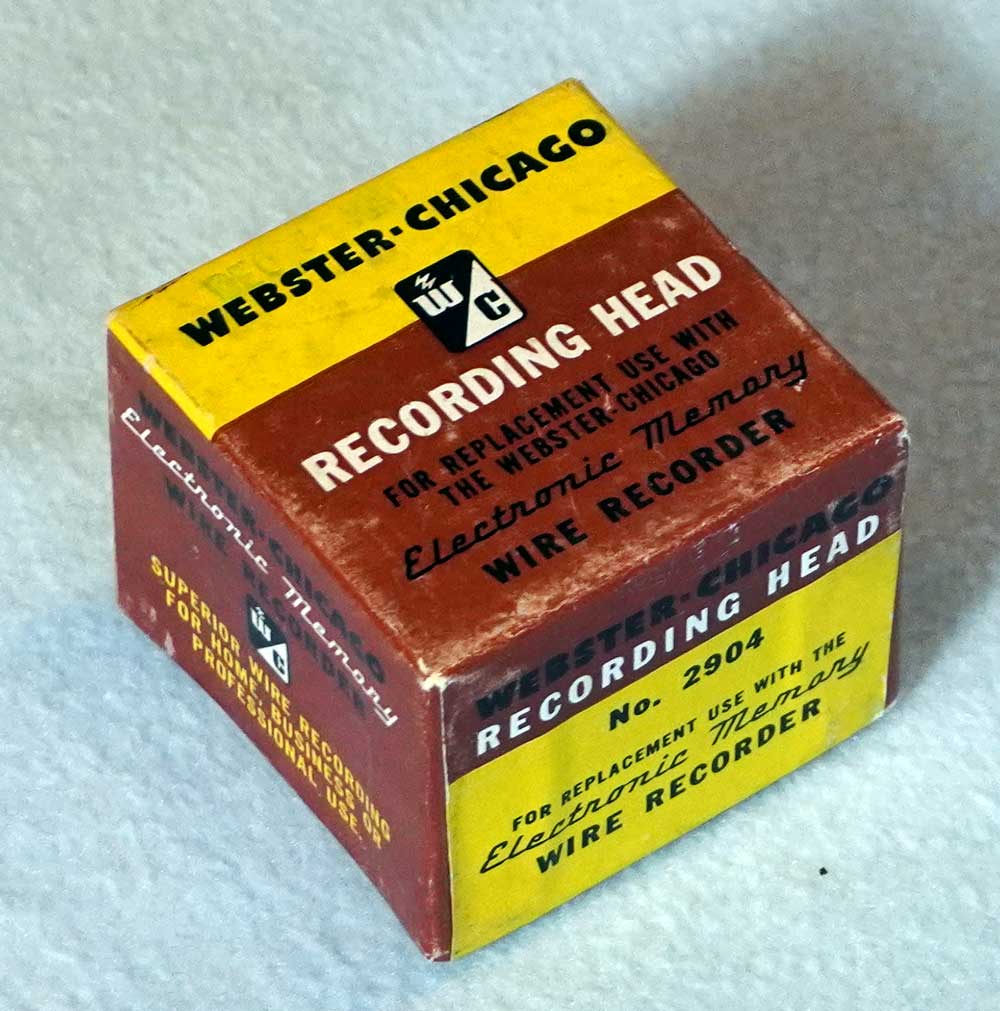 WEBSTER-CHICAGO
W C
RECORDING HEAD
FOR REPLACEMENT USE WITH
THE WEBSTER-CHICAGO
Electronic Memory
WIRE RECORDER
WEBSTER-CHICAGO
Electronic Memory
WIRE RECORDER
W C
SUPERIOR WIRE RECORDING
FOR HOME, BUSINESS OR
PROFESSIONAL USE.
WEBSTER-CHICAGO
RECORDING HEAD
No. 2904
FOR REPLACEMENT USE WITH THE
Electronic Memory
WIRE RECORDER